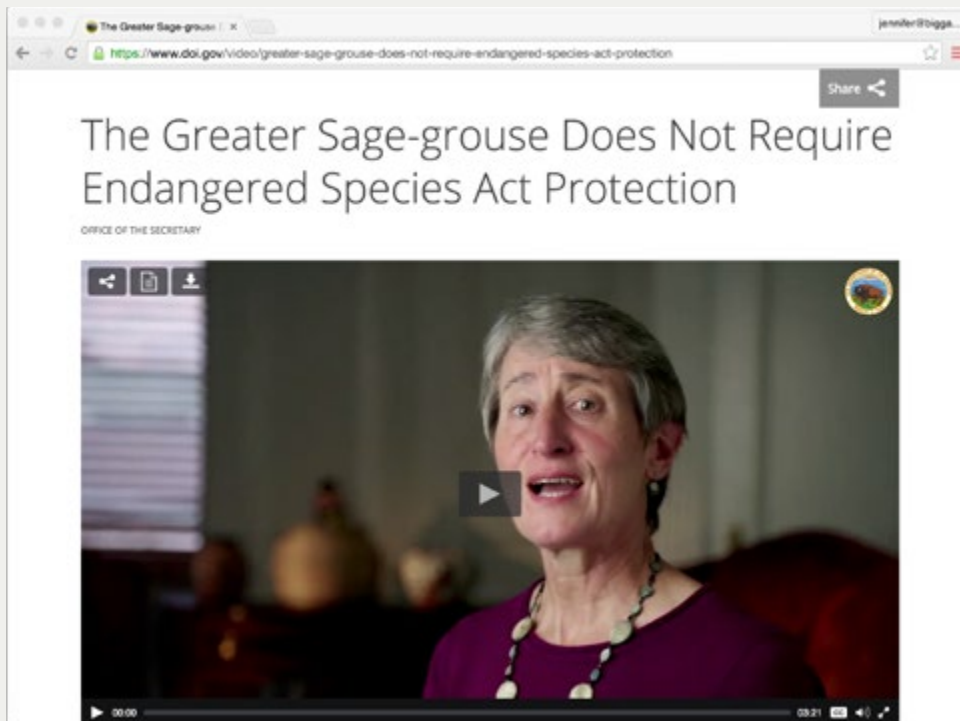 The Greater Sage-grouse
jennifer@bigga...
https://www.doi.gov/video/greater-sage-grouse-does-not-require-endangered-species-act-protection
Share
The Greater Sage-grouse Does Not Require
Endangered Species Act Protection
OFFICE OF THE SECRETARY
00:00
03:21
CC